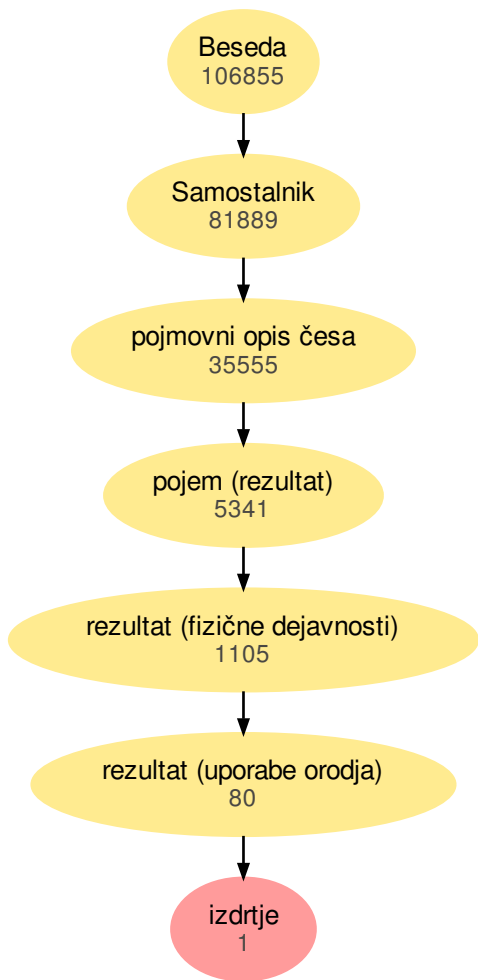 Beseda
106855
Samostalnik
81889
pojmovni opis česa
35555
pojem (rezultat)
5341
rezultat (fizične dejavnosti)
1105
rezultat (uporabe orodja)
80
izdrtje
1